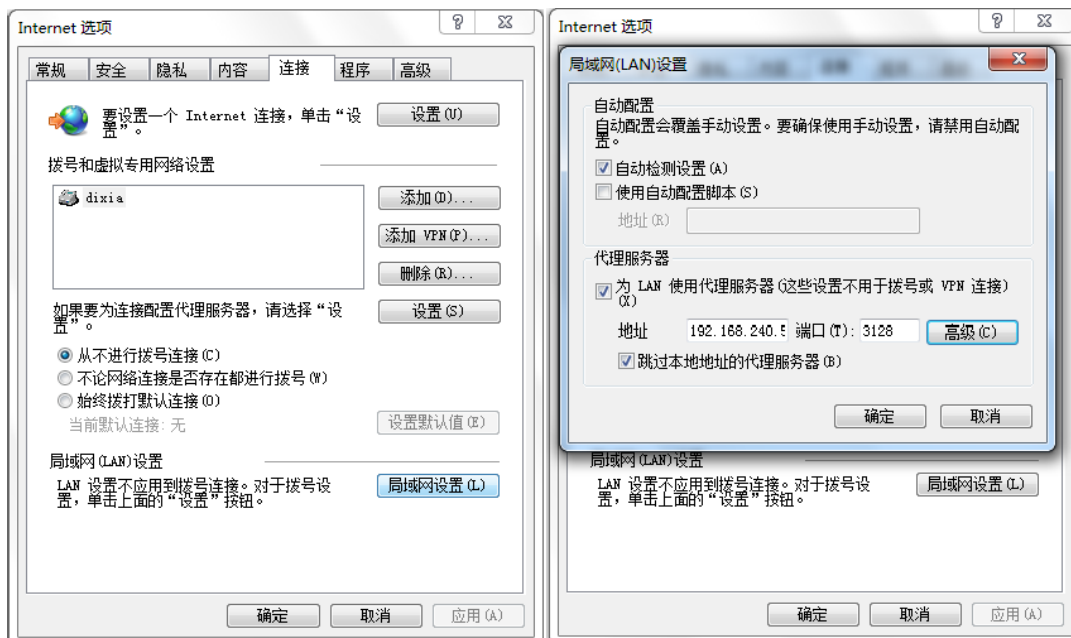 Internet 选项
常规
安全
隐私
内容
连接
程序
高级
要设置一个 Internet 连接，单击“设
置”。
设置(U)
拨号和虚拟专用网络设置
dixia
添加(D)...
添加 VPN(P)...
删除(R)...
如果要为连接配置代理服务器，请选择“设
置”。
设置(S)
从不进行拨号连接(C)
不论网络连接是否存在都进行拨号(W)
始终拨打默认连接(O)
当前默认连接: 无
设置默认值(E)
局域网(LAN)设置
LAN 设置不应用到拨号连接。对于拨号设
置，单击上面的“设置”按钮。
局域网设置(L)
确定
取消
应用(A)
Internet 选项
局域网(LAN)设置
自动配置
自动配置会覆盖手动设置。要确保使用手动设置，请禁用自动配
置。
自动检测设置(A)
使用自动配置脚本(S)
地址(R)
代理服务器
为 LAN 使用代理服务器(这些设置不用于拨号或 VPN 连接)
(X)
地址
192.168.240.5
端口(T):
3128
高级(C)
跳过本地地址的代理服务器(B)
确定
取消
局域网(LAN)设置
LAN 设置不应用到拨号连接。对于拨号设
置，单击上面的“设置”按钮。
局域网设置(L)
确定
取消
应用(A)